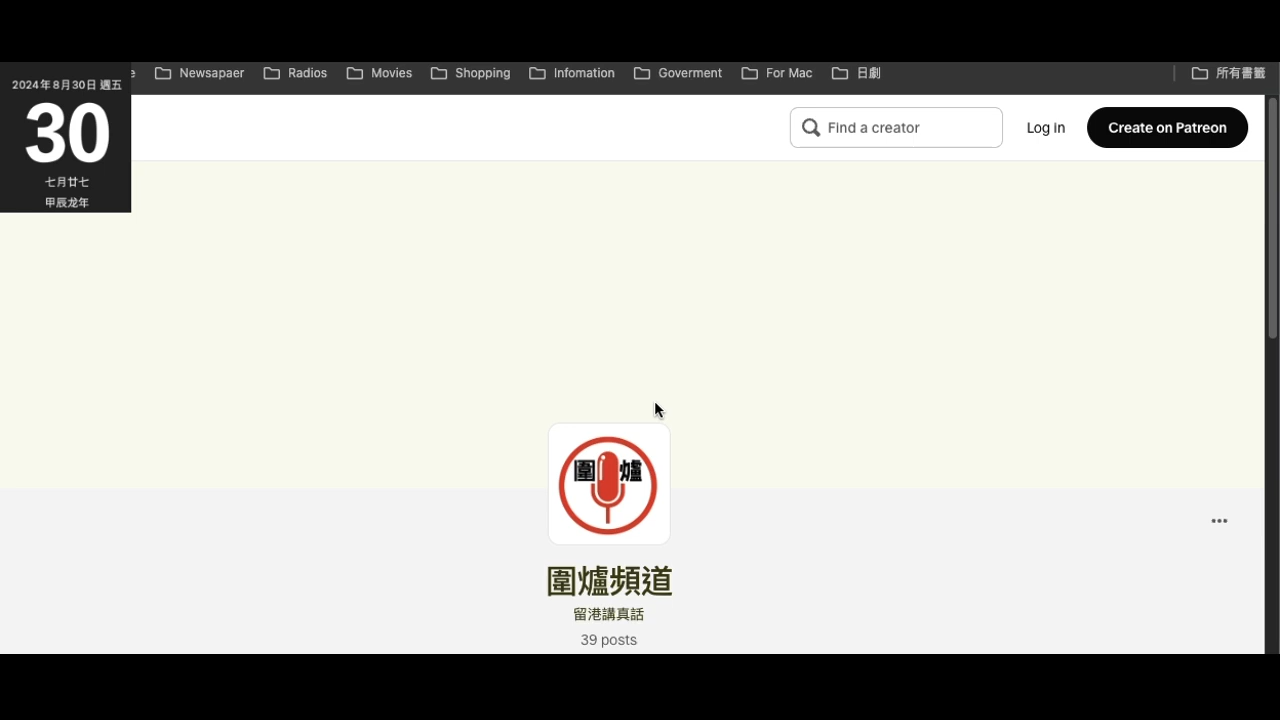 2024年8月30日 週五
30
七月廿七
甲辰龙年
e
Newsapaer
Radios
Movies
Shopping
Infomation
Goverment
For Mac
日劇
所有書籤
Find a creator
Log in
Create on Patreon
圍爐
圍爐頻道
留港講真話
39 posts